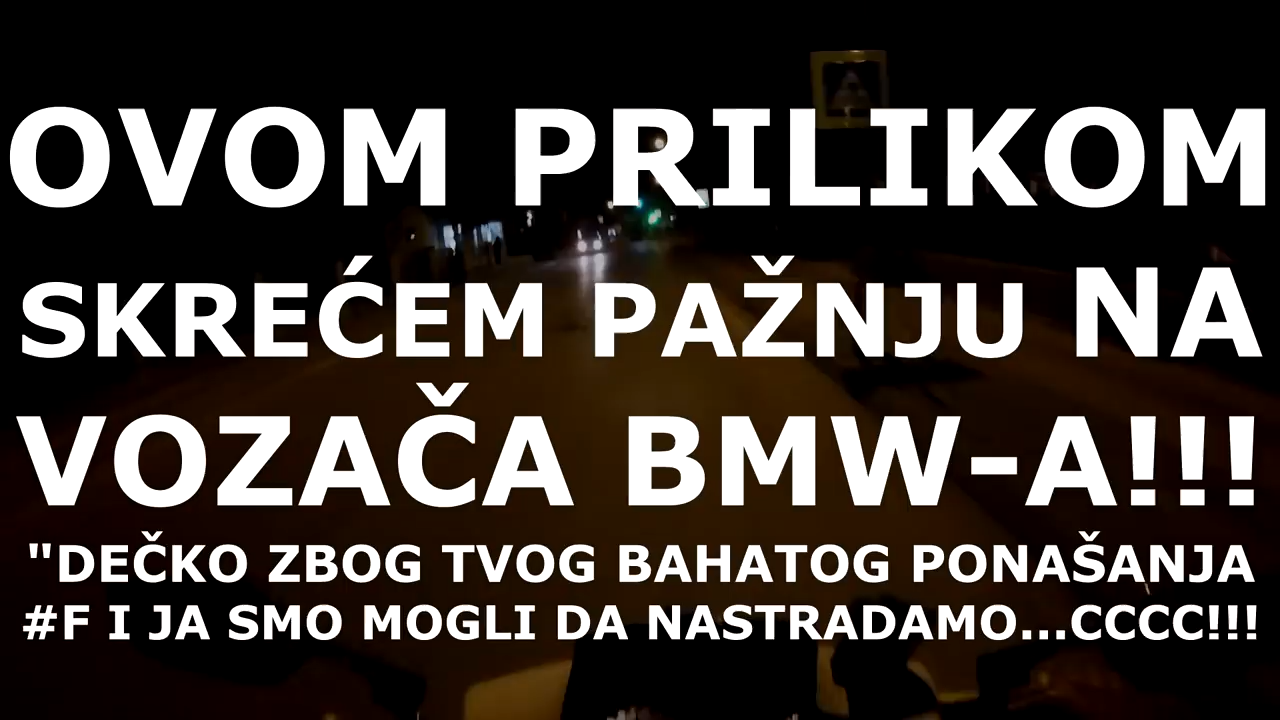 OVOM PRILIKOM
SKREĆEM PAŽNJU NA
VOZAČA BMW-A!!!
"DEČKO ZBOG TVOG BAHATOG PONAŠANJA
#F I JA SMO MOGLI DA NASTRADAMO...CCCC!!!